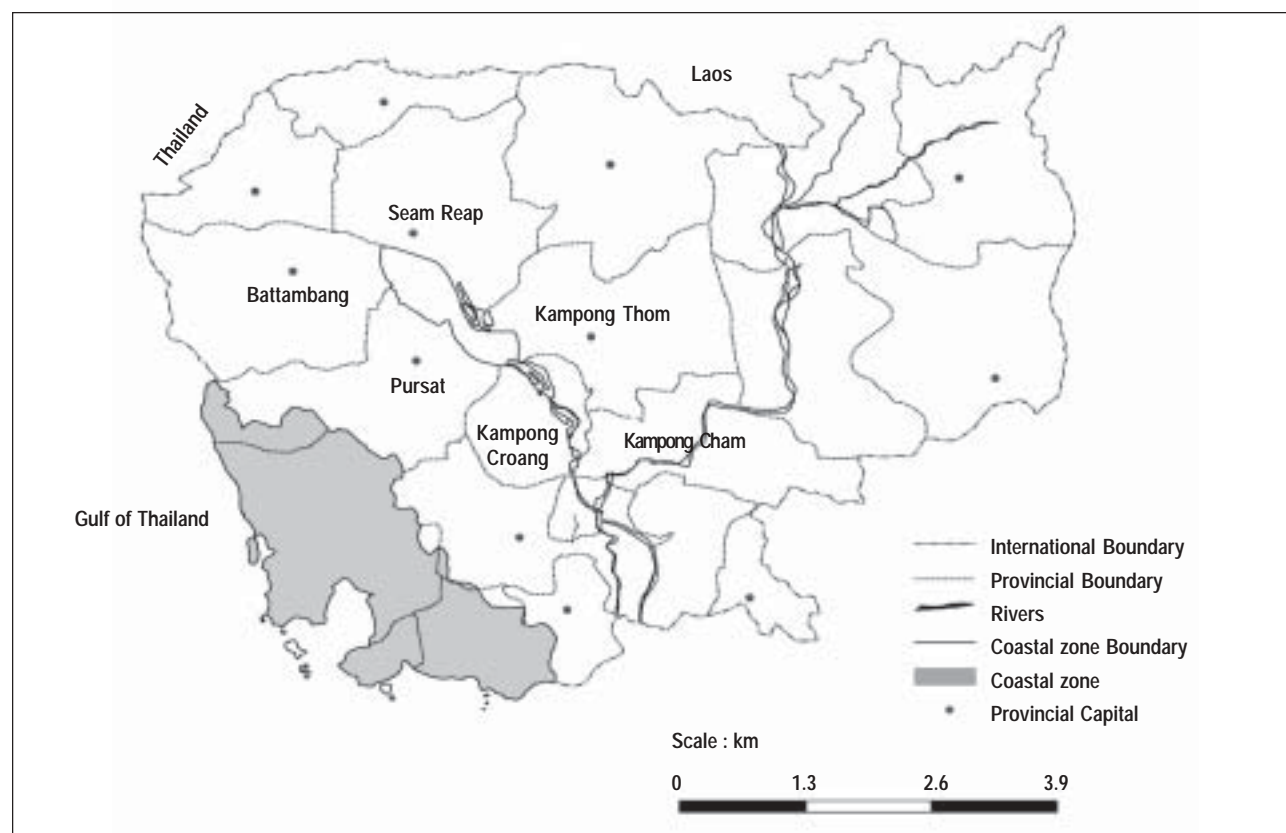 Laos
Thailand
Seam Reap
Battambang
Kampong Thom
Pursat
Kampong
Croang
Kampong Cham
Gulf of Thailand
International Boundary
Provincial Boundary
Rivers
Coastal zone Boundary
Coastal zone
Provincial Capital
Scale : km
0 1.3 2.6 3.9